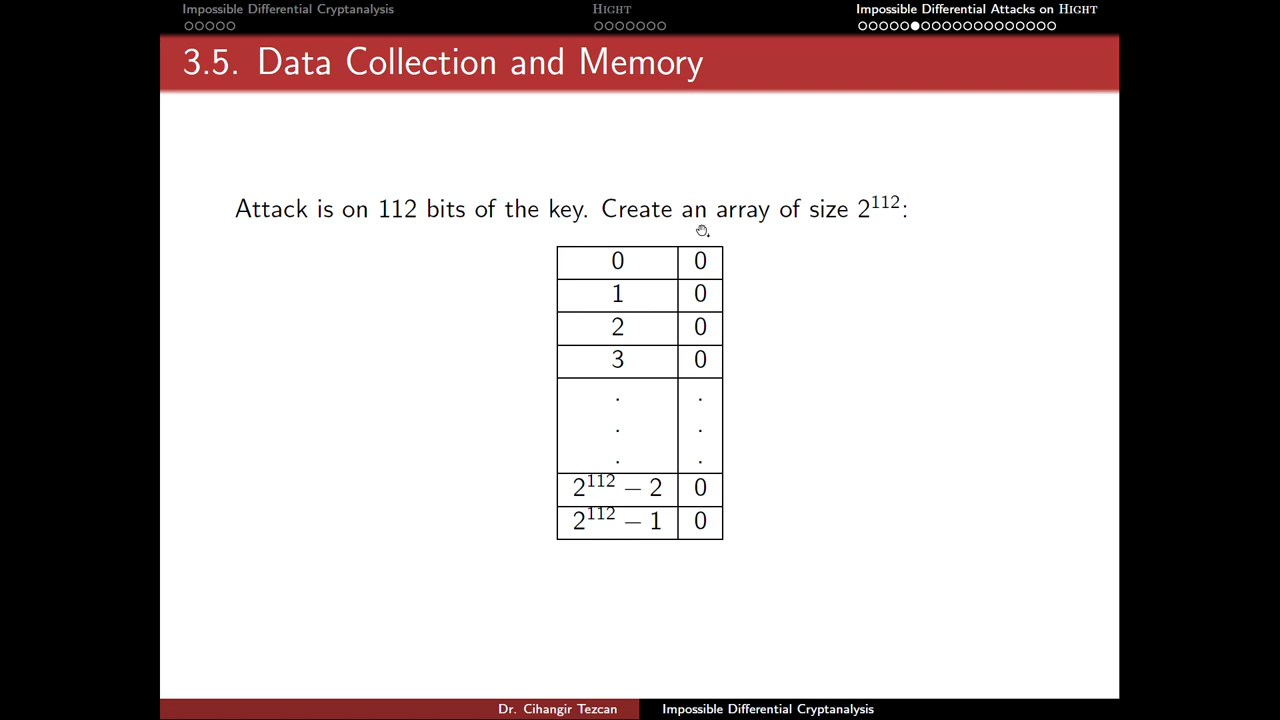 Impossible Differential Cryptanalysis HIGHT Impossible Differential Attacks on HIGHT
3.5. Data Collection and Memory
Attack is on 112 bits of the key. Create an array of size 2^112:
0 0
1 0
2 0
3 0
. .
. .
. .
2^112 − 2 0
2^112 − 1 0
Dr. Cihangir Tezcan Impossible Differential Cryptanalysis